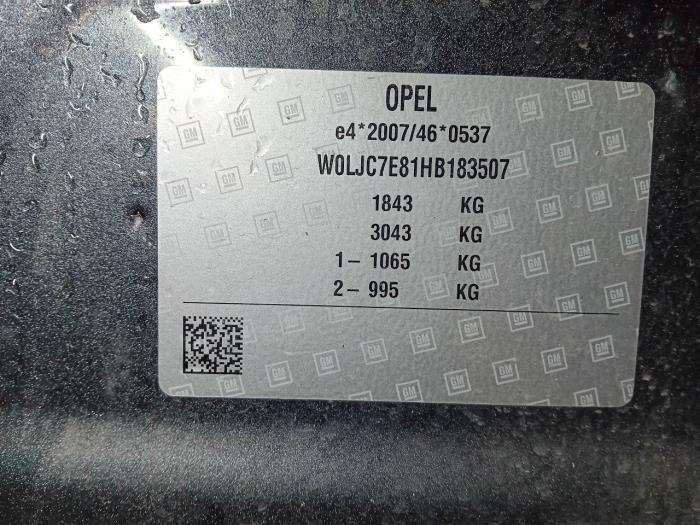 OPEL
e4*2007/46*0537
W0LJC7E81HB183507
1843 KG
3043 KG
1- 1065 KG
2- 995 KG